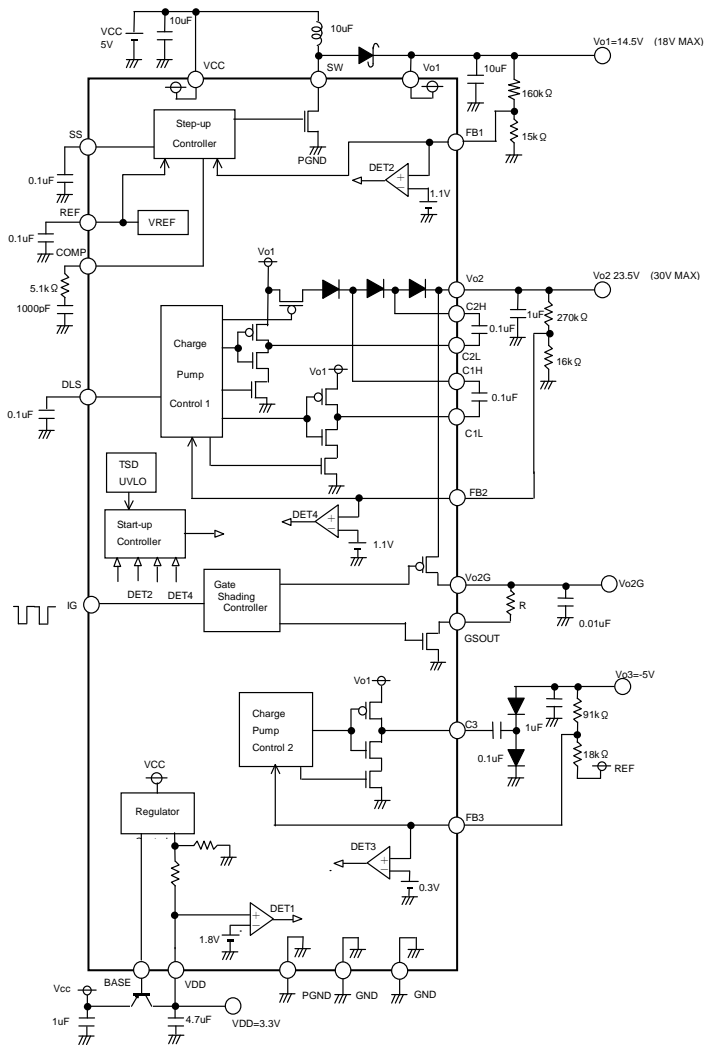 10uF
VCC
5V
10uF
Vo1=14.5V (18V MAX)
VCC
SW
Vo1
10uF
160kΩ
Step-up
Controller
SS
PGND
FB1
15kΩ
0.1uF
DET2
+
−
1.1V
REF
VREF
0.1uF
COMP
5.1kΩ
1000pF
Vo1
Vo2
Vo2 23.5V (30V MAX)
C2H
1uF
270kΩ
0.1uF
Charge
Pump
Control 1
C2L
16kΩ
Vo1
C1H
DLS
0.1uF
0.1uF
C1L
TSD
UVLO
FB2
Start-up
Controller
DET4
+
−
1.1V
DET2
DET4
Gate
Shading
Controller
Vo2G
Vo2G
IG
R
0.01uF
GSOUT
Vo1
Vo3=-5V
Charge
Pump
Control 2
C3
1uF
91kΩ
0.1uF
18kΩ
REF
VCC
Regulator
FB3
DET3
+
−
0.3V
DET1
+
−
1.8V
BASE
VDD
PGND
GND
GND
Vcc
1uF
4.7uF
VDD=3.3V